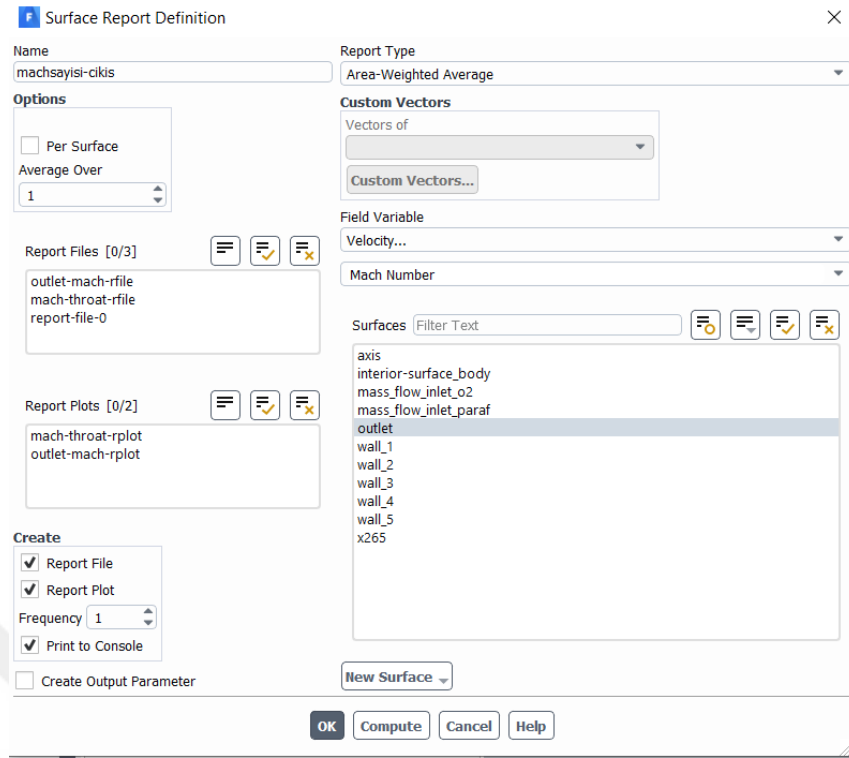 Surface Report Definition
Name
machsayisi-cikis
Options
Per Surface
Average Over
1
Report Files [0/3]
outlet-mach-rfile
mach-throat-rfile
report-file-0
Report Plots [0/2]
mach-throat-rplot
outlet-mach-rplot
Create
Report File
Report Plot
Frequency 1
Print to Console
Create Output Parameter
Report Type
Area-Weighted Average
Custom Vectors
Vectors of
Custom Vectors...
Field Variable
Velocity...
Mach Number
Surfaces Filter Text
axis
interior-surface_body
mass_flow_inlet_o2
mass_flow_inlet_paraf
outlet
wall_1
wall_2
wall_3
wall_4
wall_5
x265
New Surface
OK Compute Cancel Help